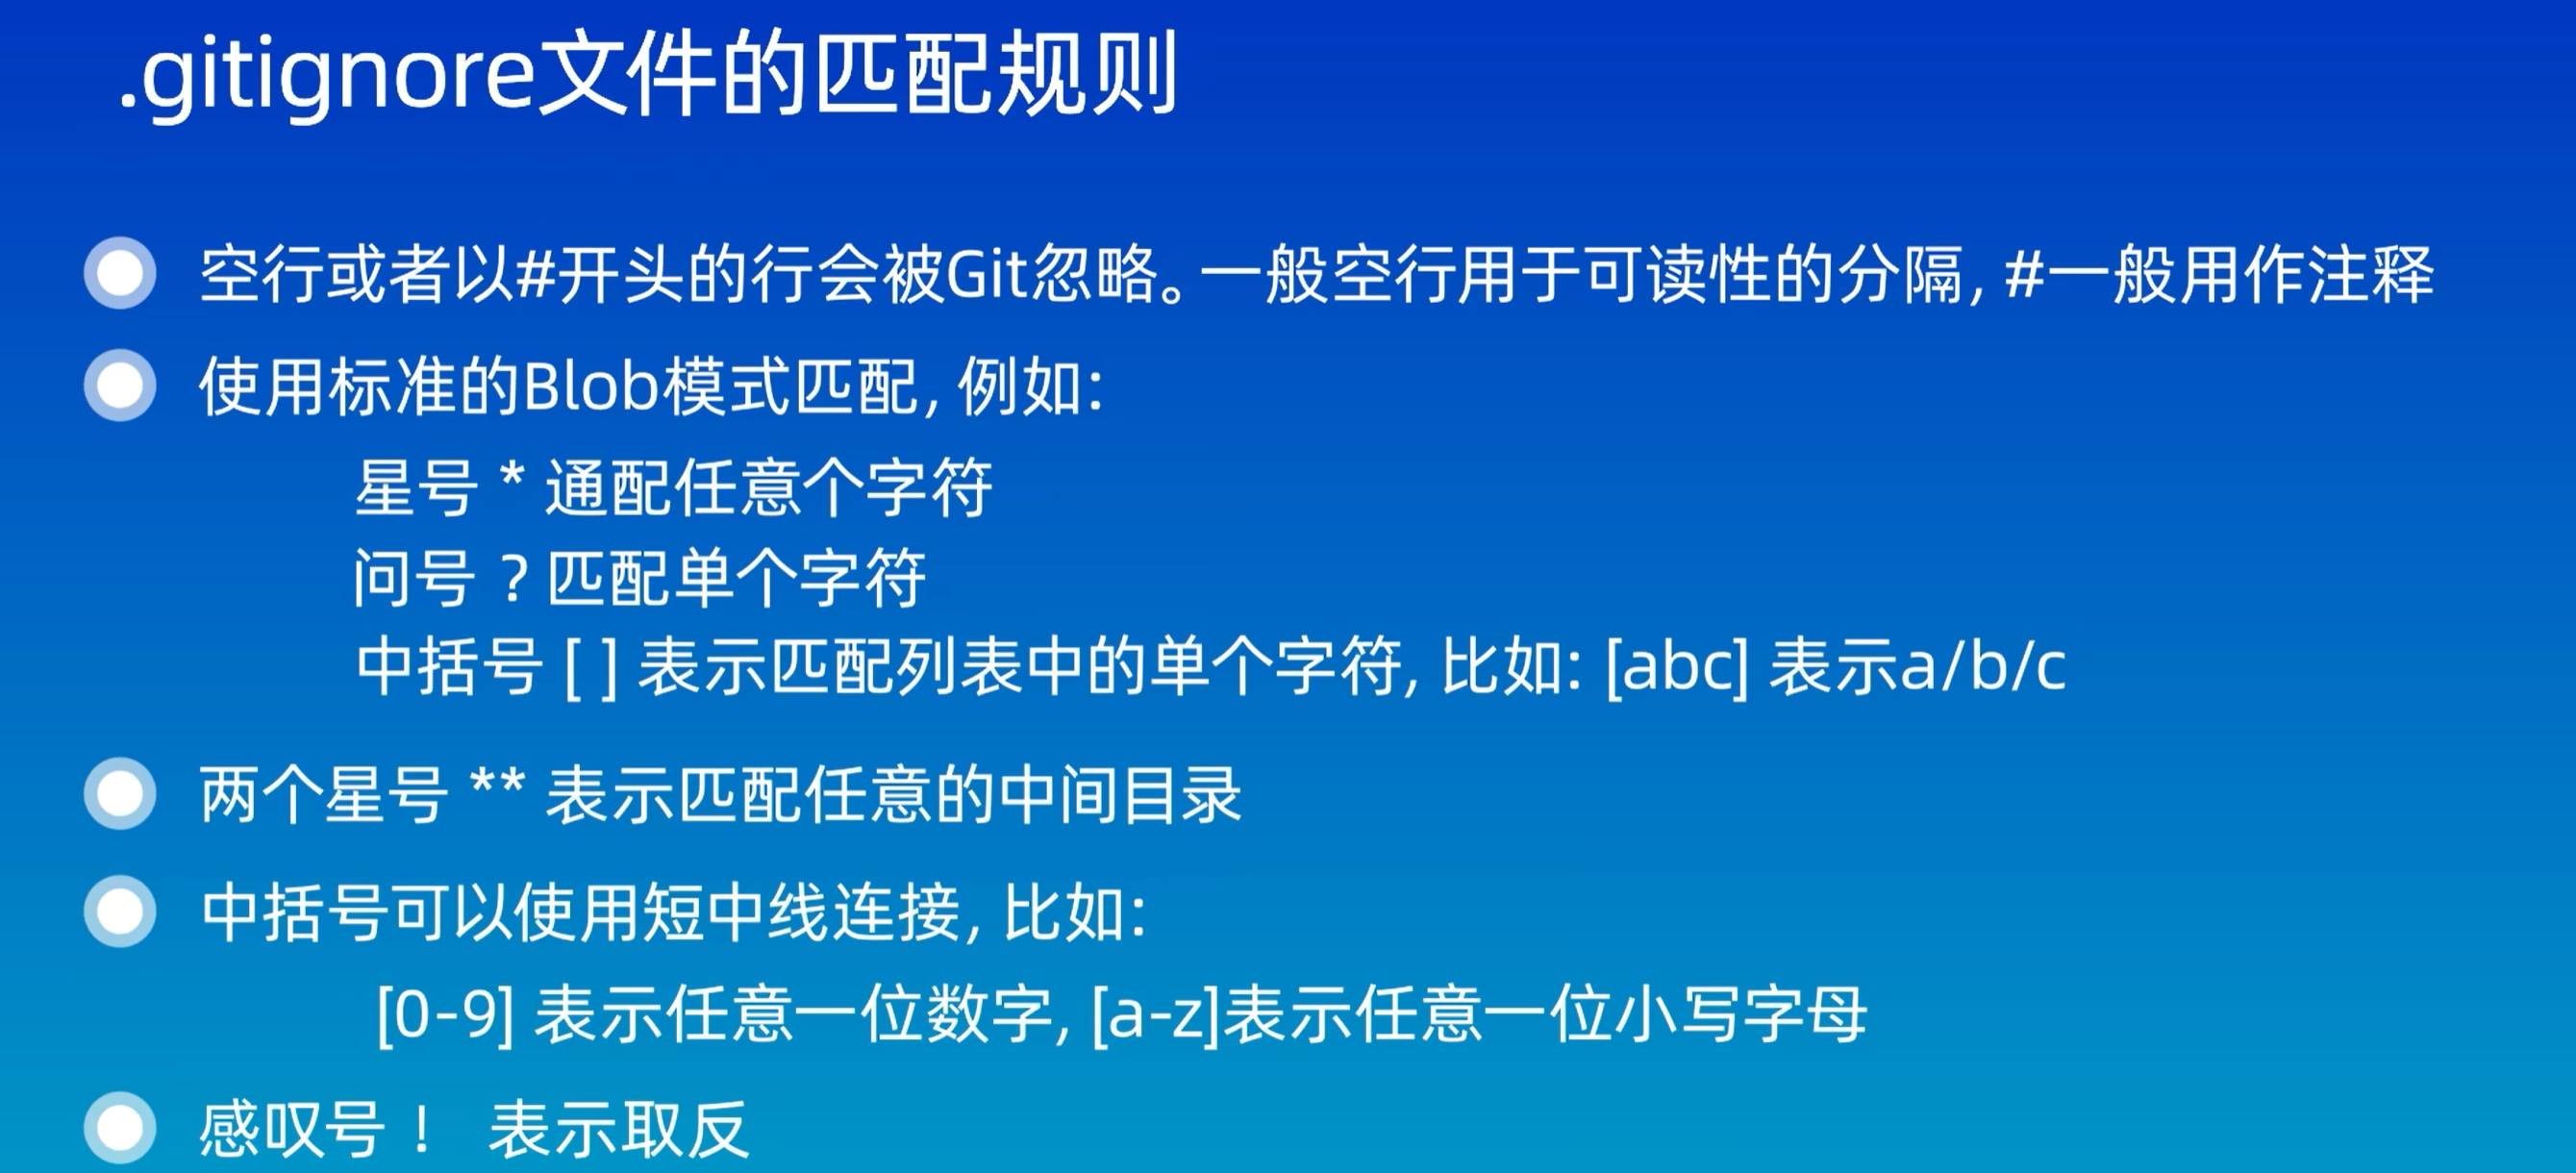 .gitignore文件的匹配规则
空行或者以#开头的行会被Git忽略。一般空行用于可读性的分隔, #一般用作注释
使用标准的Blob模式匹配, 例如:
星号 * 通配任意个字符
问号 ? 匹配单个字符
中括号 [ ] 表示匹配列表中的单个字符, 比如: [abc] 表示a/b/c
两个星号 ** 表示匹配任意的中间目录
中括号可以使用短中线连接, 比如:
[0-9] 表示任意一位数字, [a-z]表示任意一位小写字母
感叹号！ 表示取反